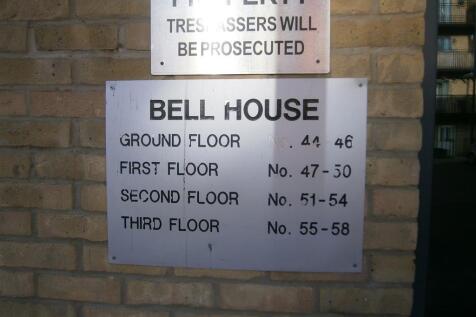 TRESPASSERS WILL
BE PROSECUTED
BELL HOUSE
GROUND FLOOR No. 44-46
FIRST FLOOR No. 47-50
SECOND FLOOR No. 51-54
THIRD FLOOR No. 55-58